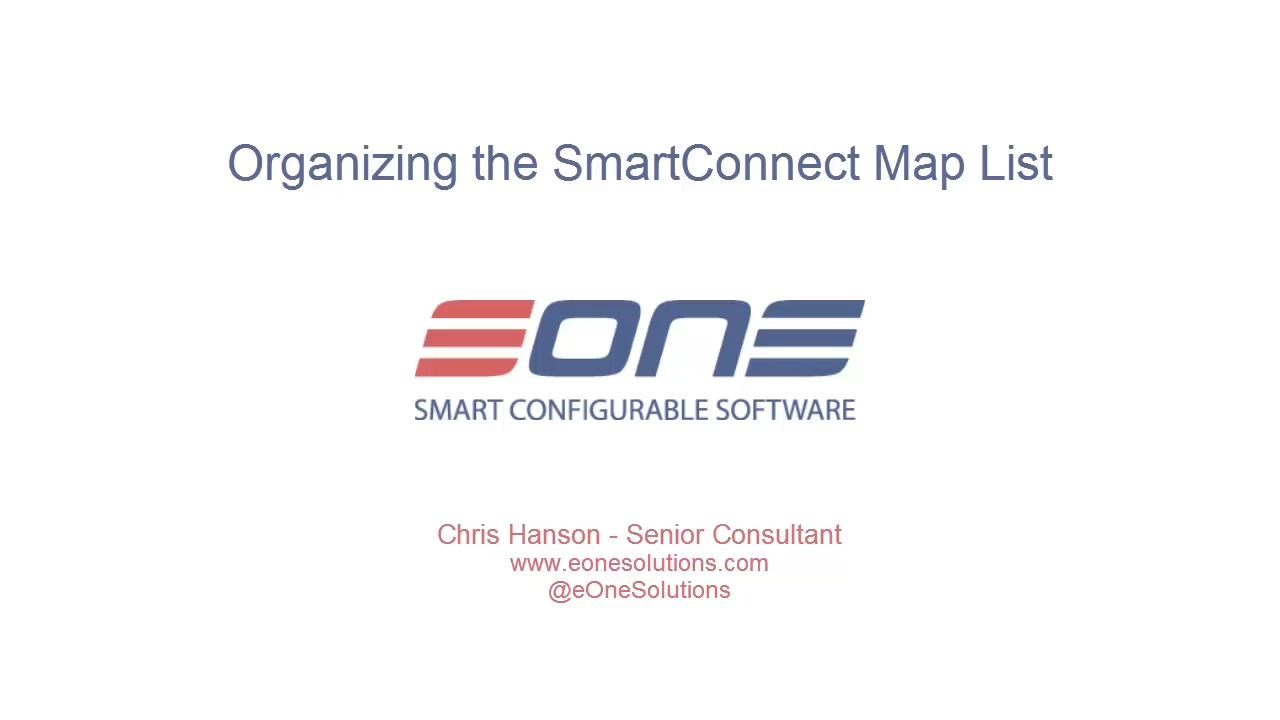 Organizing the SmartConnect Map List
eone
SMART CONFIGURABLE SOFTWARE
Chris Hanson - Senior Consultant
www.eonesolutions.com
@eOneSolutions